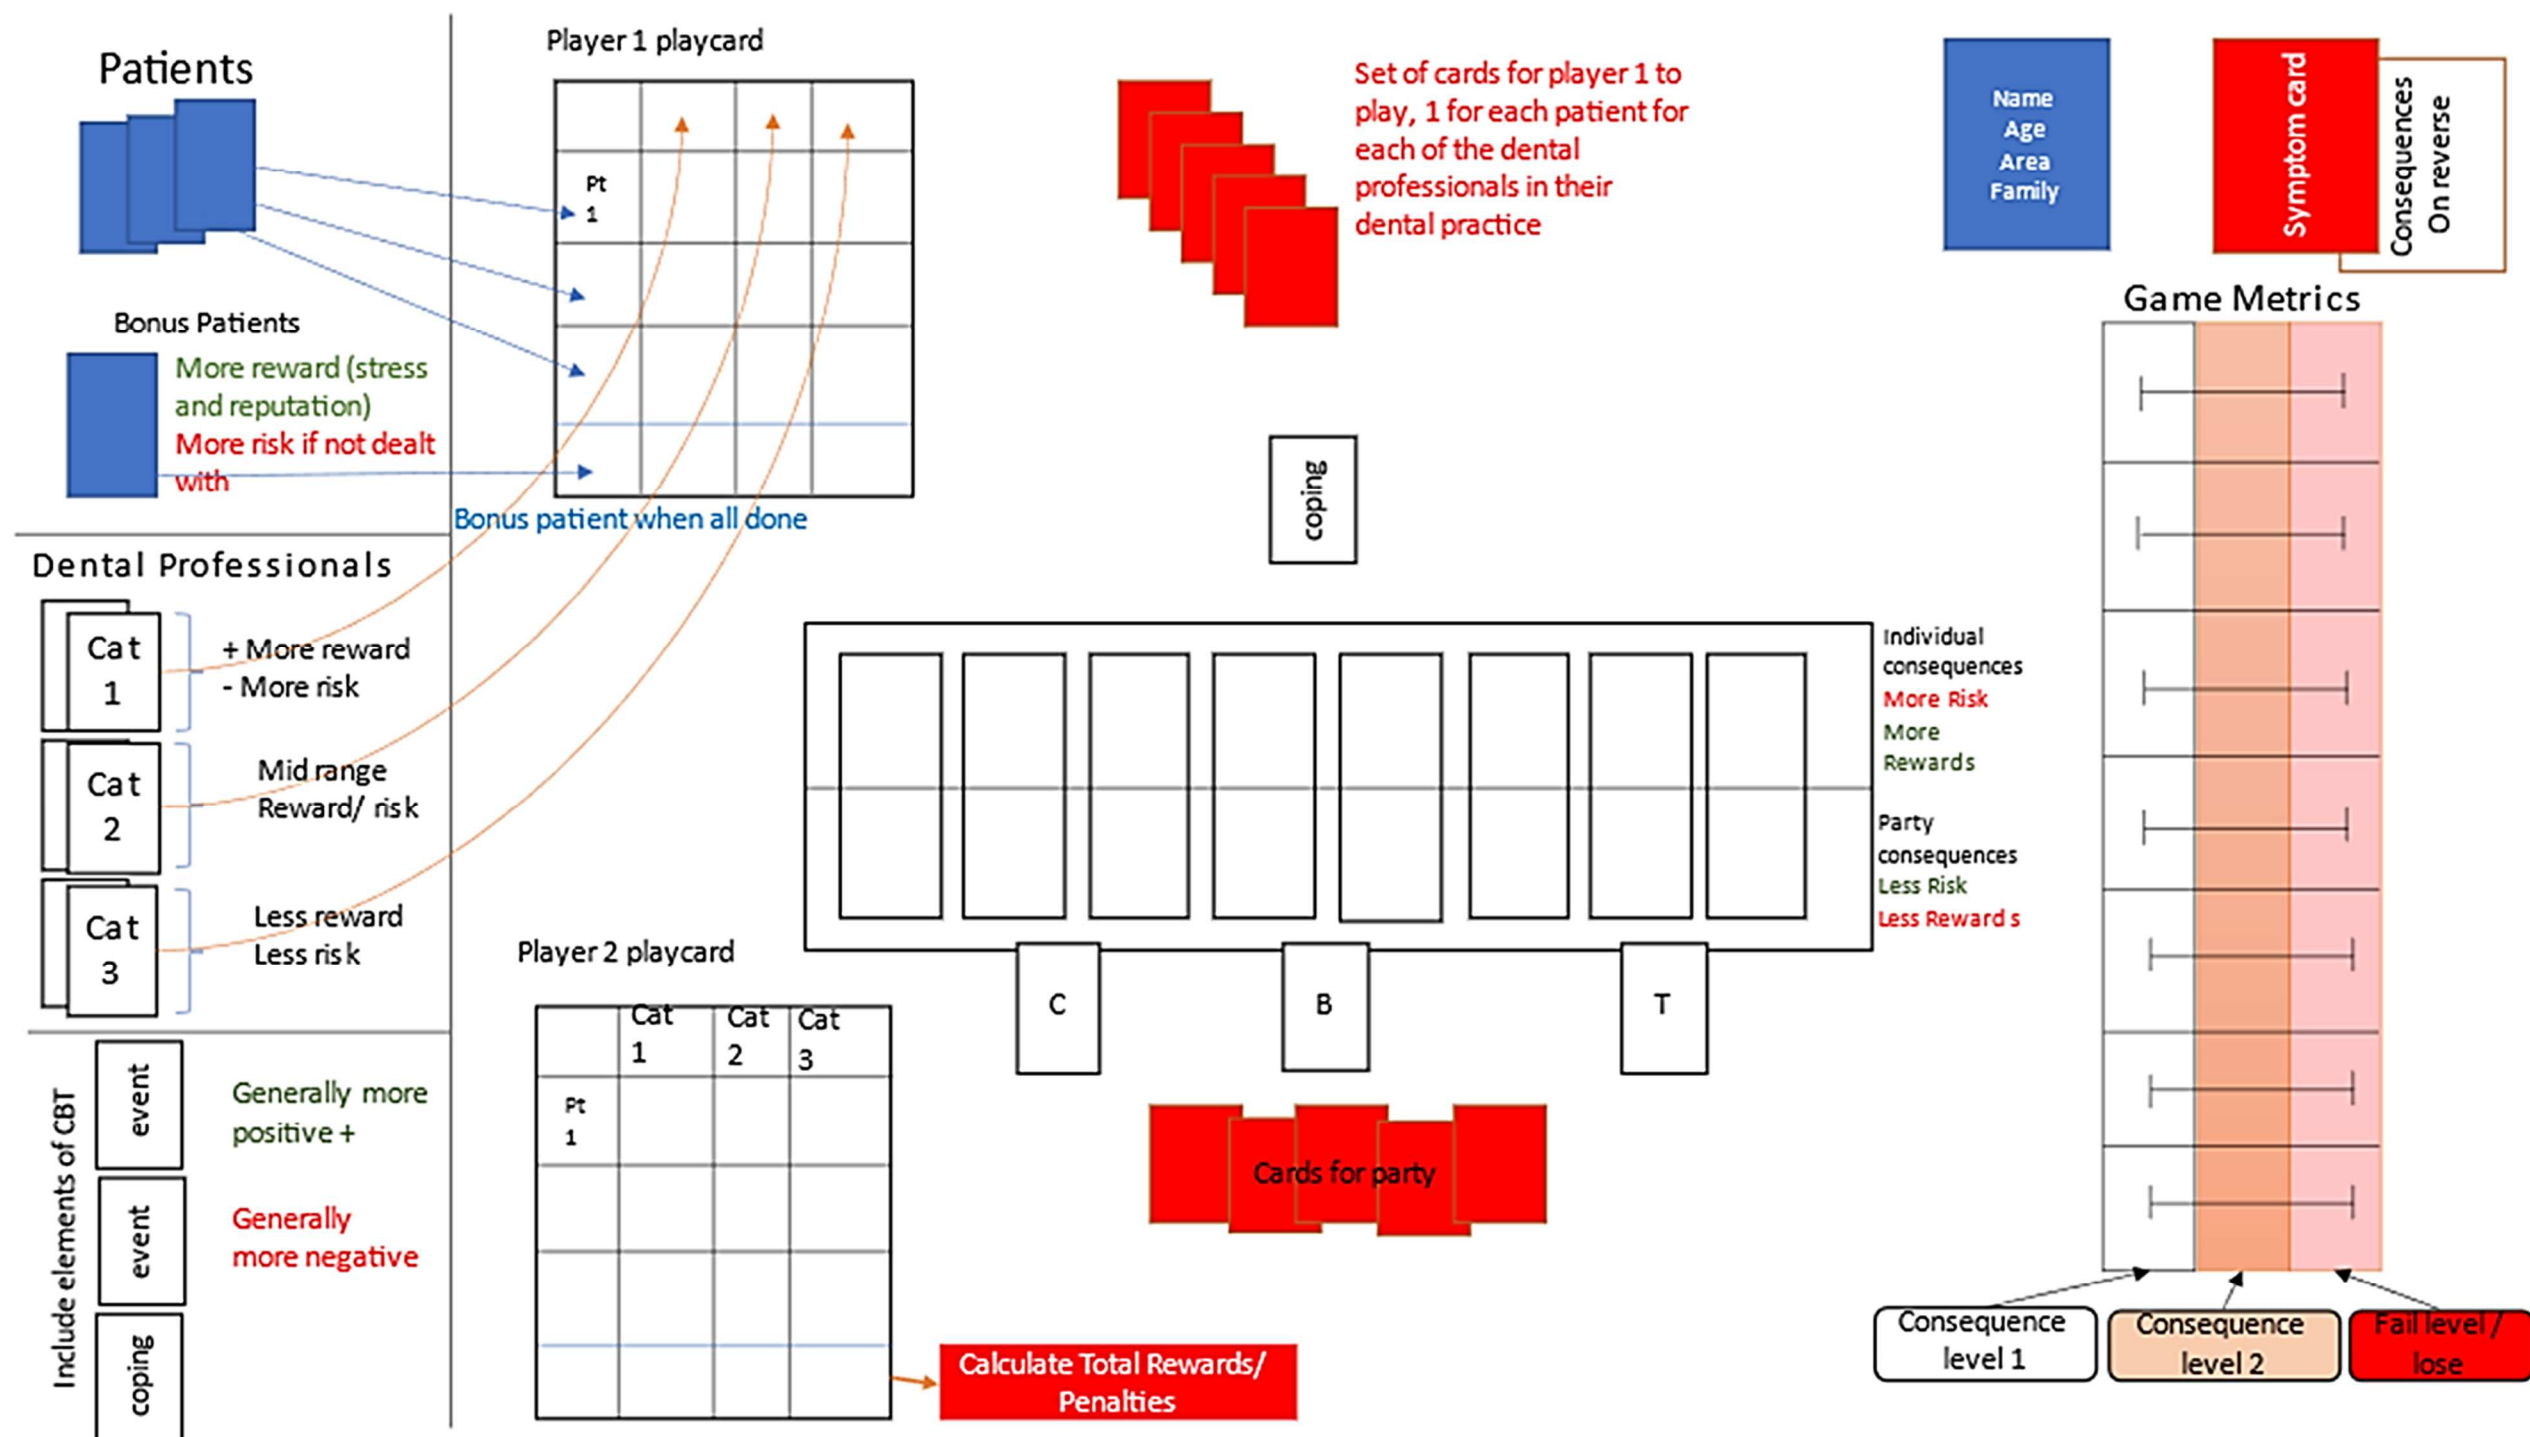 Patients
Bonus Patients
More reward (stress
and reputation)
More risk if not dealt
with
Dental Professionals
Cat
1
+ More reward
- More risk
Cat
2
Mid range
Reward/ risk
Cat
3
Less reward
Less risk
Include elements of CBT
event
Generally more
positive +
event
Generally
more negative
coping
Player 1 playcard
Pt
1
Bonus patient when all done
Set of cards for player 1 to
play, 1 for each patient for
each of the dental
professionals in their
dental practice
coping
Individual
consequences
More Risk
More
Rewards
Party
consequences
Less Risk
Less Rewards
C
B
T
Cards for party
Player 2 playcard
Cat
1
Cat
2
Cat
3
Pt
1
Calculate Total Rewards/
Penalties
Name
Age
Area
Family
Symptom card
Consequences
On reverse
Game Metrics
Consequence
level 1
Consequence
level 2
Fail level /
lose